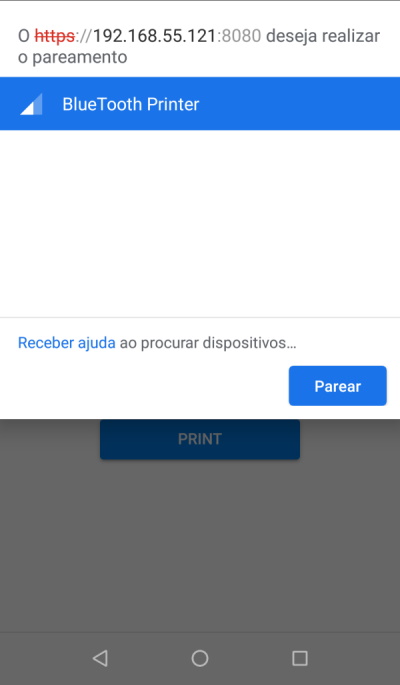 O https://192.168.55.121:8080 deseja realizar
o pareamento
BlueTooth Printer
Receber ajuda ao procurar dispositivos…
Parear
PRINT